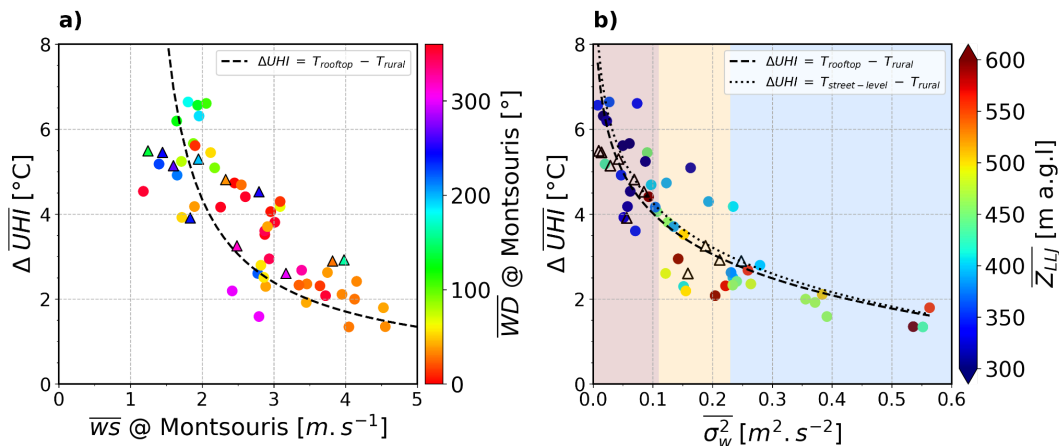 a)
8
6
4
2
0
Δ UHI [°C]
0 1 2 3 4 5
ws @ Montsouris [m. s⁻¹]
ΔUHI = T_rooftop − T_rural
300
200
100
0
WD @ Montsouris [°]
b)
8
6
4
2
0
Δ UHI [°C]
0.0 0.1 0.2 0.3 0.4 0.5 0.6
σ_w² [m². s⁻²]
ΔUHI = T_rooftop − T_rural
ΔUHI = T_street−level − T_rural
600
550
500
450
400
350
300
Z_LLJ [m a.g.l]